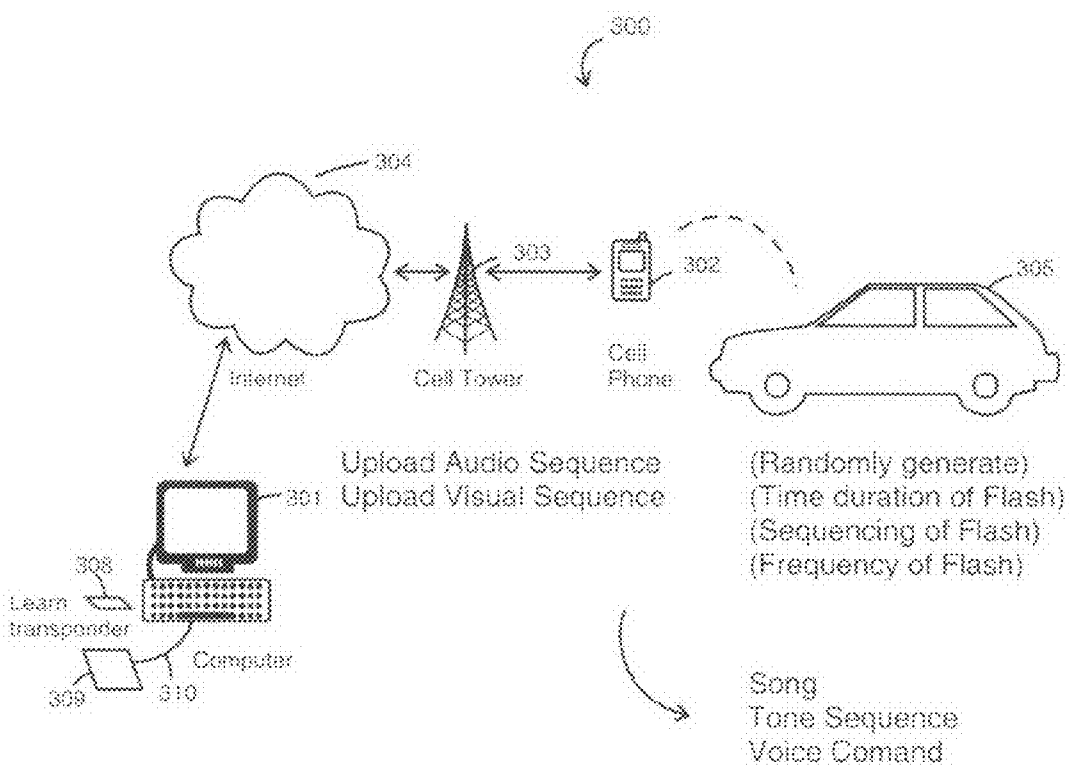 300
304
303
302
305
Internet
Cell Tower
Cell
Phone
Upload Audio Sequence
Upload Visual Sequence
(Randomly generate)
(Time duration of Flash)
(Sequencing of Flash)
(Frequency of Flash)
301
308
Learn
transponder
Computer
309
310
Song
Tone Sequence
Voice Comand